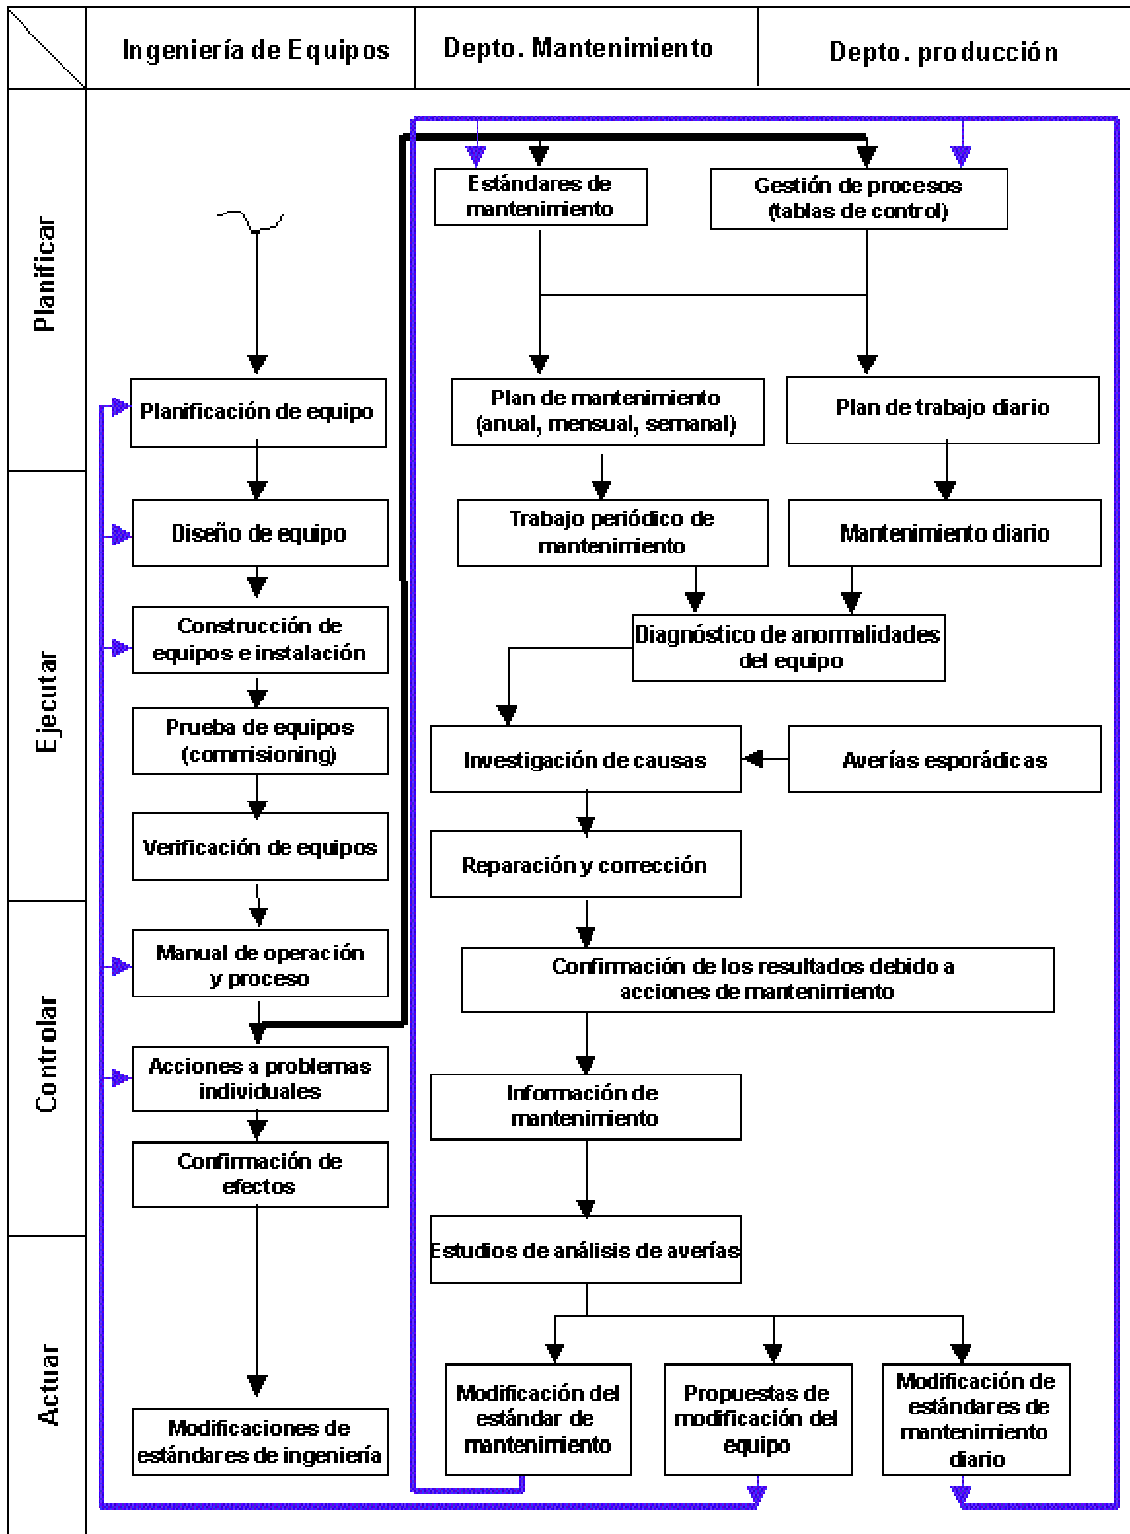 Ingeniería de Equipos
Depto. Mantenimiento
Depto. producción
Planificar
Estándares de
mantenimiento
Gestión de procesos
(tablas de control)
Planificación de equipo
Plan de mantenimiento
(anual, mensual, semanal)
Plan de trabajo diario
Ejecutar
Diseño de equipo
Trabajo periódico de
mantenimiento
Mantenimiento diario
Construcción de
equipos e instalación
Diagnóstico de anormalidades
del equipo
Prueba de equipos
(commisioning)
Investigación de causas
Averías esporádicas
Verificación de equipos
Reparación y corrección
Controlar
Manual de operación
y proceso
Confirmación de los resultados debido a
acciones de mantenimiento
Acciones a problemas
individuales
Información de
mantenimiento
Confirmación de
efectos
Actuar
Estudios de análisis de averías
Modificaciones de
estándares de ingeniería
Modificación del
estándar de
mantenimiento
Propuestas de
modificación del
equipo
Modificación de
estándares de
mantenimiento
diario